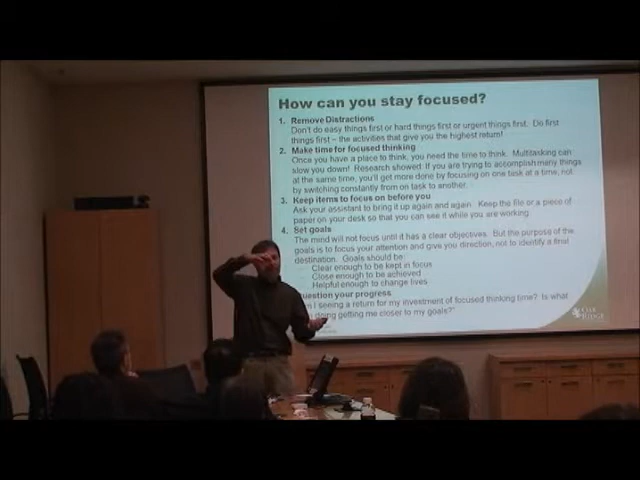 How can you stay focused?
1. Remove Distractions
Don't do easy things first or hard things first or urgent things first. Do first
things first – the activities that give you the highest return!
2. Make time for focused thinking
Once you have a place to think, you need the time to think. Multitasking can
slow you down! Research showed: If you are trying to accomplish many things
at the same time, you'll get more done by focusing on one task at a time, not
by switching constantly from on task to another.
3. Keep items to focus on before you
Ask your assistant to bring it up again and again. Keep the file or a piece of
paper on your desk so that you can see it while you are working.
4. Set goals
The mind will not focus until it has a clear objectives. But the purpose of the
goals is to focus your attention and give you direction, not to identify a final
destination. Goals should be:
– Clear enough to be kept in focus
– Close enough to be achieved
– Helpful enough to change lives
uestion your progress
I seeing a return for my investment of focused thinking time? Is what
doing getting me closer to my goals?"
OAK
RIDGE